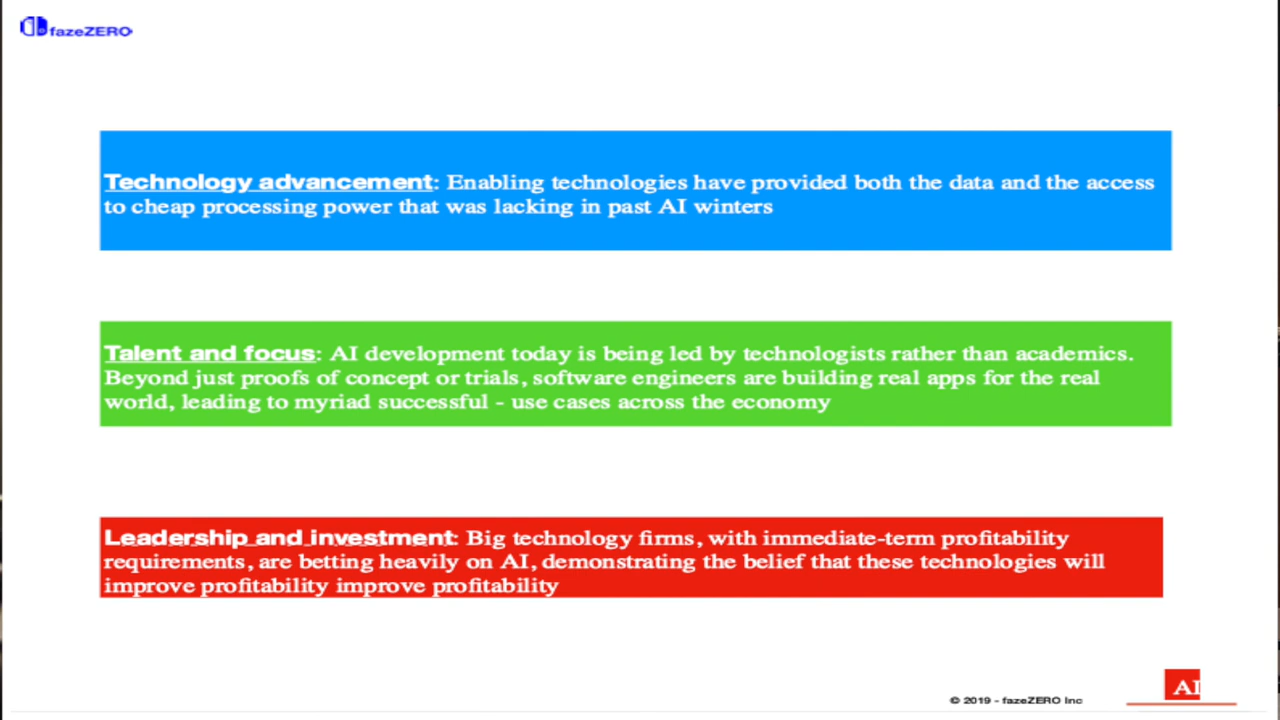 fazeZERO
Technology advancement: Enabling technologies have provided both the data and the access
to cheap processing power that was lacking in past AI winters
Talent and focus: AI development today is being led by technologists rather than academics.
Beyond just proofs of concept or trials, software engineers are building real apps for the real
world, leading to myriad successful - use cases across the economy
Leadership and investment: Big technology firms, with immediate-term profitability
requirements, are betting heavily on AI, demonstrating the belief that these technologies will
improve profitability improve profitability
AI
© 2019 - fazeZERO Inc